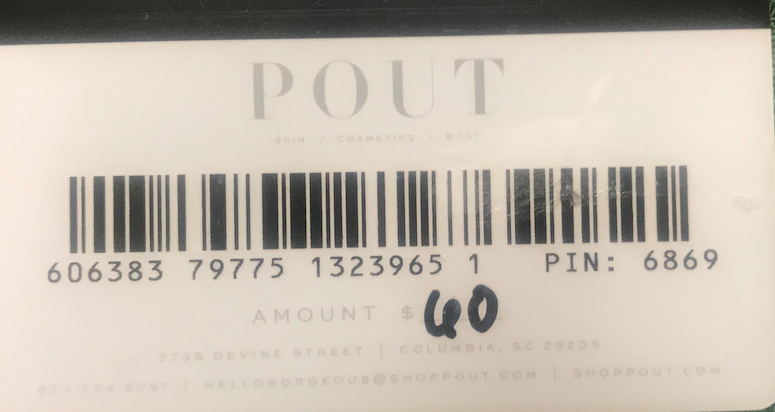 POUT
SKIN / COSMETICS / BODY
606383 79775 1323965 1 PIN: 6869
AMOUNT $ 60
2738 DEVINE STREET | COLUMBIA, SC 29205
HELLOGORGEOUS@SHOPPOUT.COM | SHOPPOUT.COM